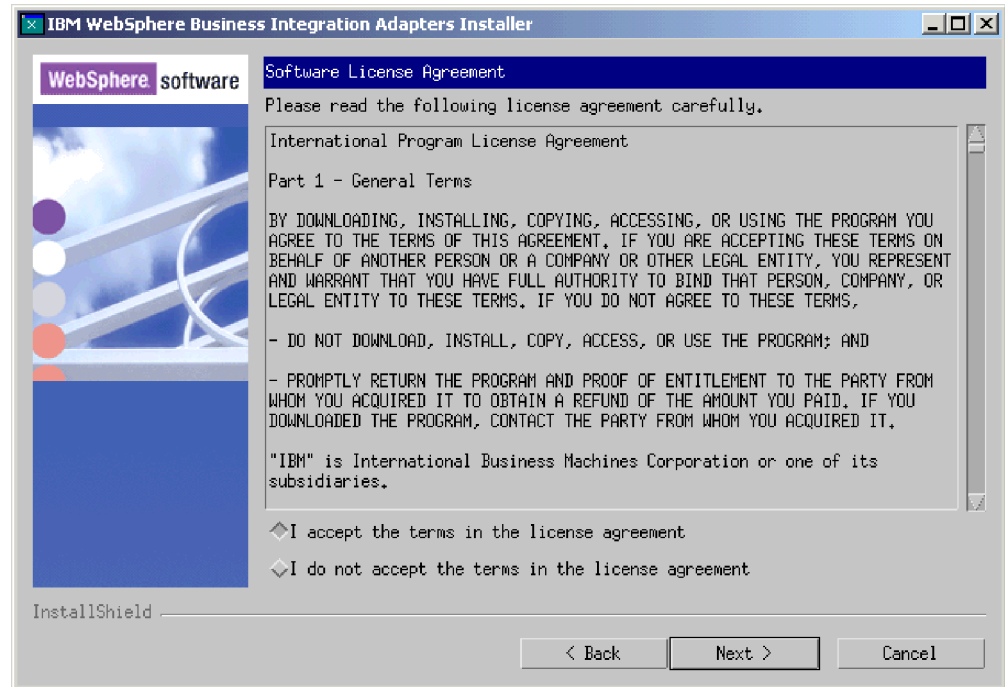 IBM WebSphere Business Integration Adapters Installer
WebSphere software
Software License Agreement
Please read the following license agreement carefully.
International Program License Agreement
Part 1 - General Terms
BY DOWNLOADING, INSTALLING, COPYING, ACCESSING, OR USING THE PROGRAM YOU
AGREE TO THE TERMS OF THIS AGREEMENT. IF YOU ARE ACCEPTING THESE TERMS ON
BEHALF OF ANOTHER PERSON OR A COMPANY OR OTHER LEGAL ENTITY, YOU REPRESENT
AND WARRANT THAT YOU HAVE FULL AUTHORITY TO BIND THAT PERSON, COMPANY, OR
LEGAL ENTITY TO THESE TERMS. IF YOU DO NOT AGREE TO THESE TERMS,
- DO NOT DOWNLOAD, INSTALL, COPY, ACCESS, OR USE THE PROGRAM; AND
- PROMPTLY RETURN THE PROGRAM AND PROOF OF ENTITLEMENT TO THE PARTY FROM
WHOM YOU ACQUIRED IT TO OBTAIN A REFUND OF THE AMOUNT YOU PAID. IF YOU
DOWNLOADED THE PROGRAM, CONTACT THE PARTY FROM WHOM YOU ACQUIRED IT.
"IBM" is International Business Machines Corporation or one of its
subsidiaries.
I accept the terms in the license agreement
I do not accept the terms in the license agreement
InstallShield
< Back
Next >
Cancel